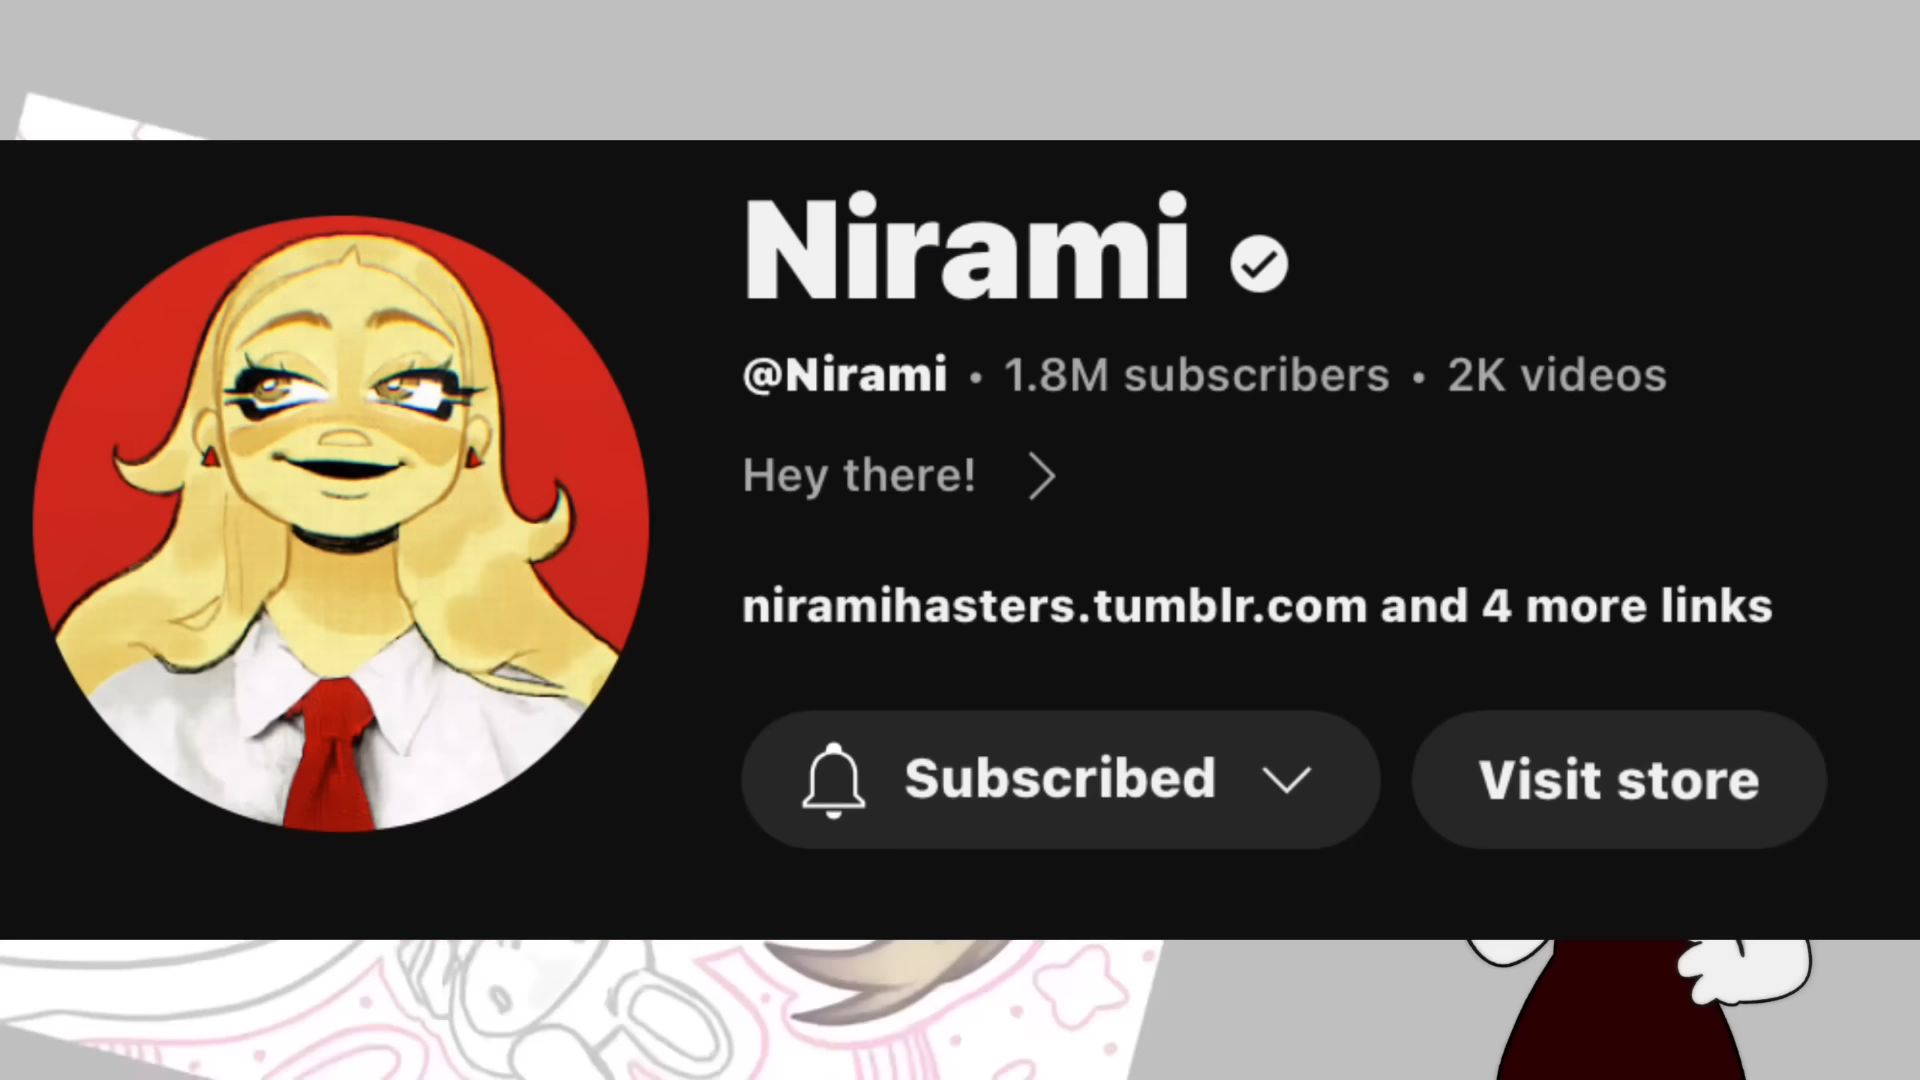 Nirami
@Nirami • 1.8M subscribers • 2K videos
Hey there!
niramihasters.tumblr.com and 4 more links
Subscribed
Visit store